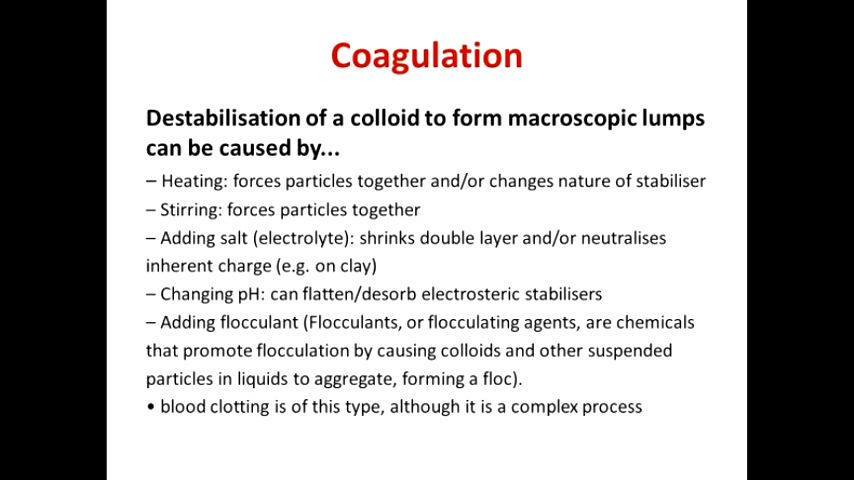 Coagulation
Destabilisation of a colloid to form macroscopic lumps
can be caused by...
– Heating: forces particles together and/or changes nature of stabiliser
– Stirring: forces particles together
– Adding salt (electrolyte): shrinks double layer and/or neutralises
inherent charge (e.g. on clay)
– Changing pH: can flatten/desorb electrosteric stabilisers
– Adding flocculant (Flocculants, or flocculating agents, are chemicals
that promote flocculation by causing colloids and other suspended
particles in liquids to aggregate, forming a floc).
• blood clotting is of this type, although it is a complex process